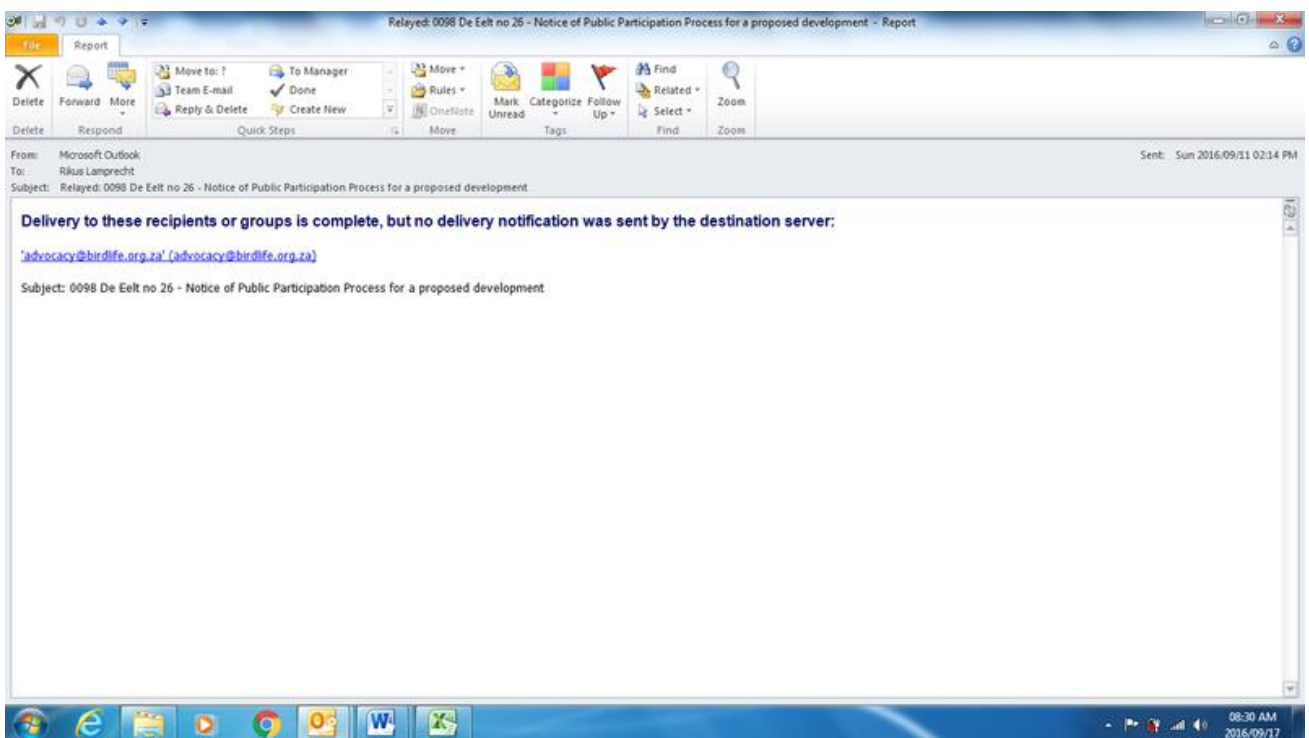 Relayed: 0098 De Eelt no 26 - Notice of Public Participation Process for a proposed development - Report
File Report
Delete
Forward
More
Move to: ?
Team E-mail
Reply & Delete
To Manager
Done
Create New
Move
Rules
OneNote
Mark Unread
Categorize
Follow Up
Find
Related
Select
Zoom
Delete Respond Quick Steps Move Tags Find Zoom
From: Microsoft Outlook
Sent: Sun 2016/09/11 02:14 PM
To: Rikus Lamprecht
Subject: Relayed: 0098 De Eelt no 26 - Notice of Public Participation Process for a proposed development
Delivery to these recipients or groups is complete, but no delivery notification was sent by the destination server:
'advocacy@birdlife.org.za' (advocacy@birdlife.org.za)
Subject: 0098 De Eelt no 26 - Notice of Public Participation Process for a proposed development
08:30 AM
2016/09/17